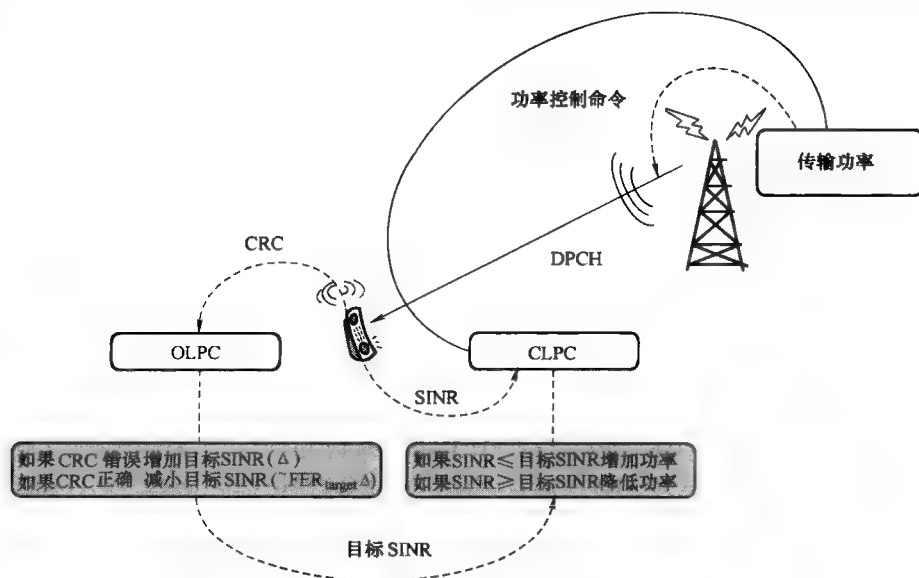 功率控制命令
传输功率
CRC
DPCH
OLPC
CLPC
SINR
如果CRC 错误 增加目标SINR(Δ)
如果CRC正确 减小目标SINR(~FERtargetΔ)
如果SINR≤目标SINR增加功率
如果SINR≥目标SINR降低功率
目标 SINR